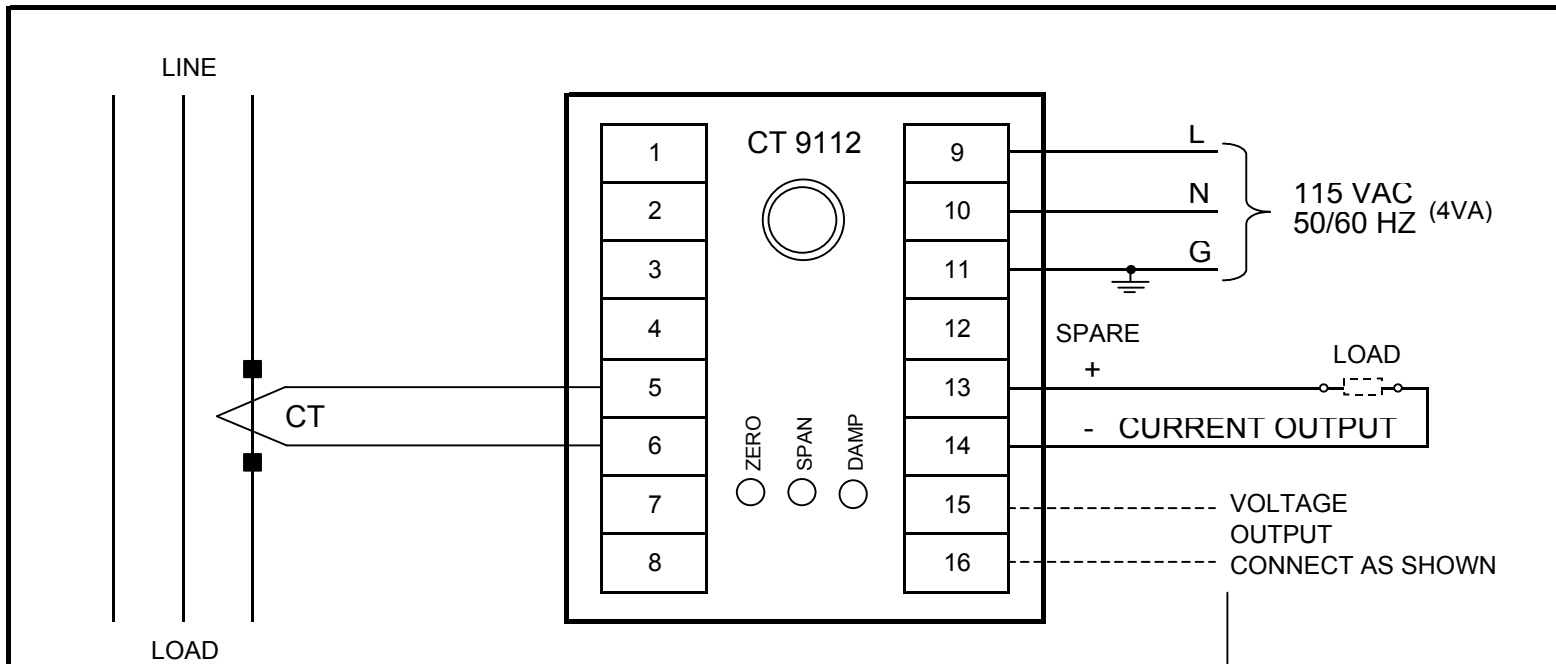 LINE
CT
LOAD
CT 9112
1
2
3
4
5
6
7
8
ZERO
SPAN
DAMP
9
10
11
12
13
14
15
16
L
N
G
115 VAC
50/60 HZ (4VA)
SPARE
+
LOAD
- CURRENT OUTPUT
VOLTAGE
OUTPUT
CONNECT AS SHOWN